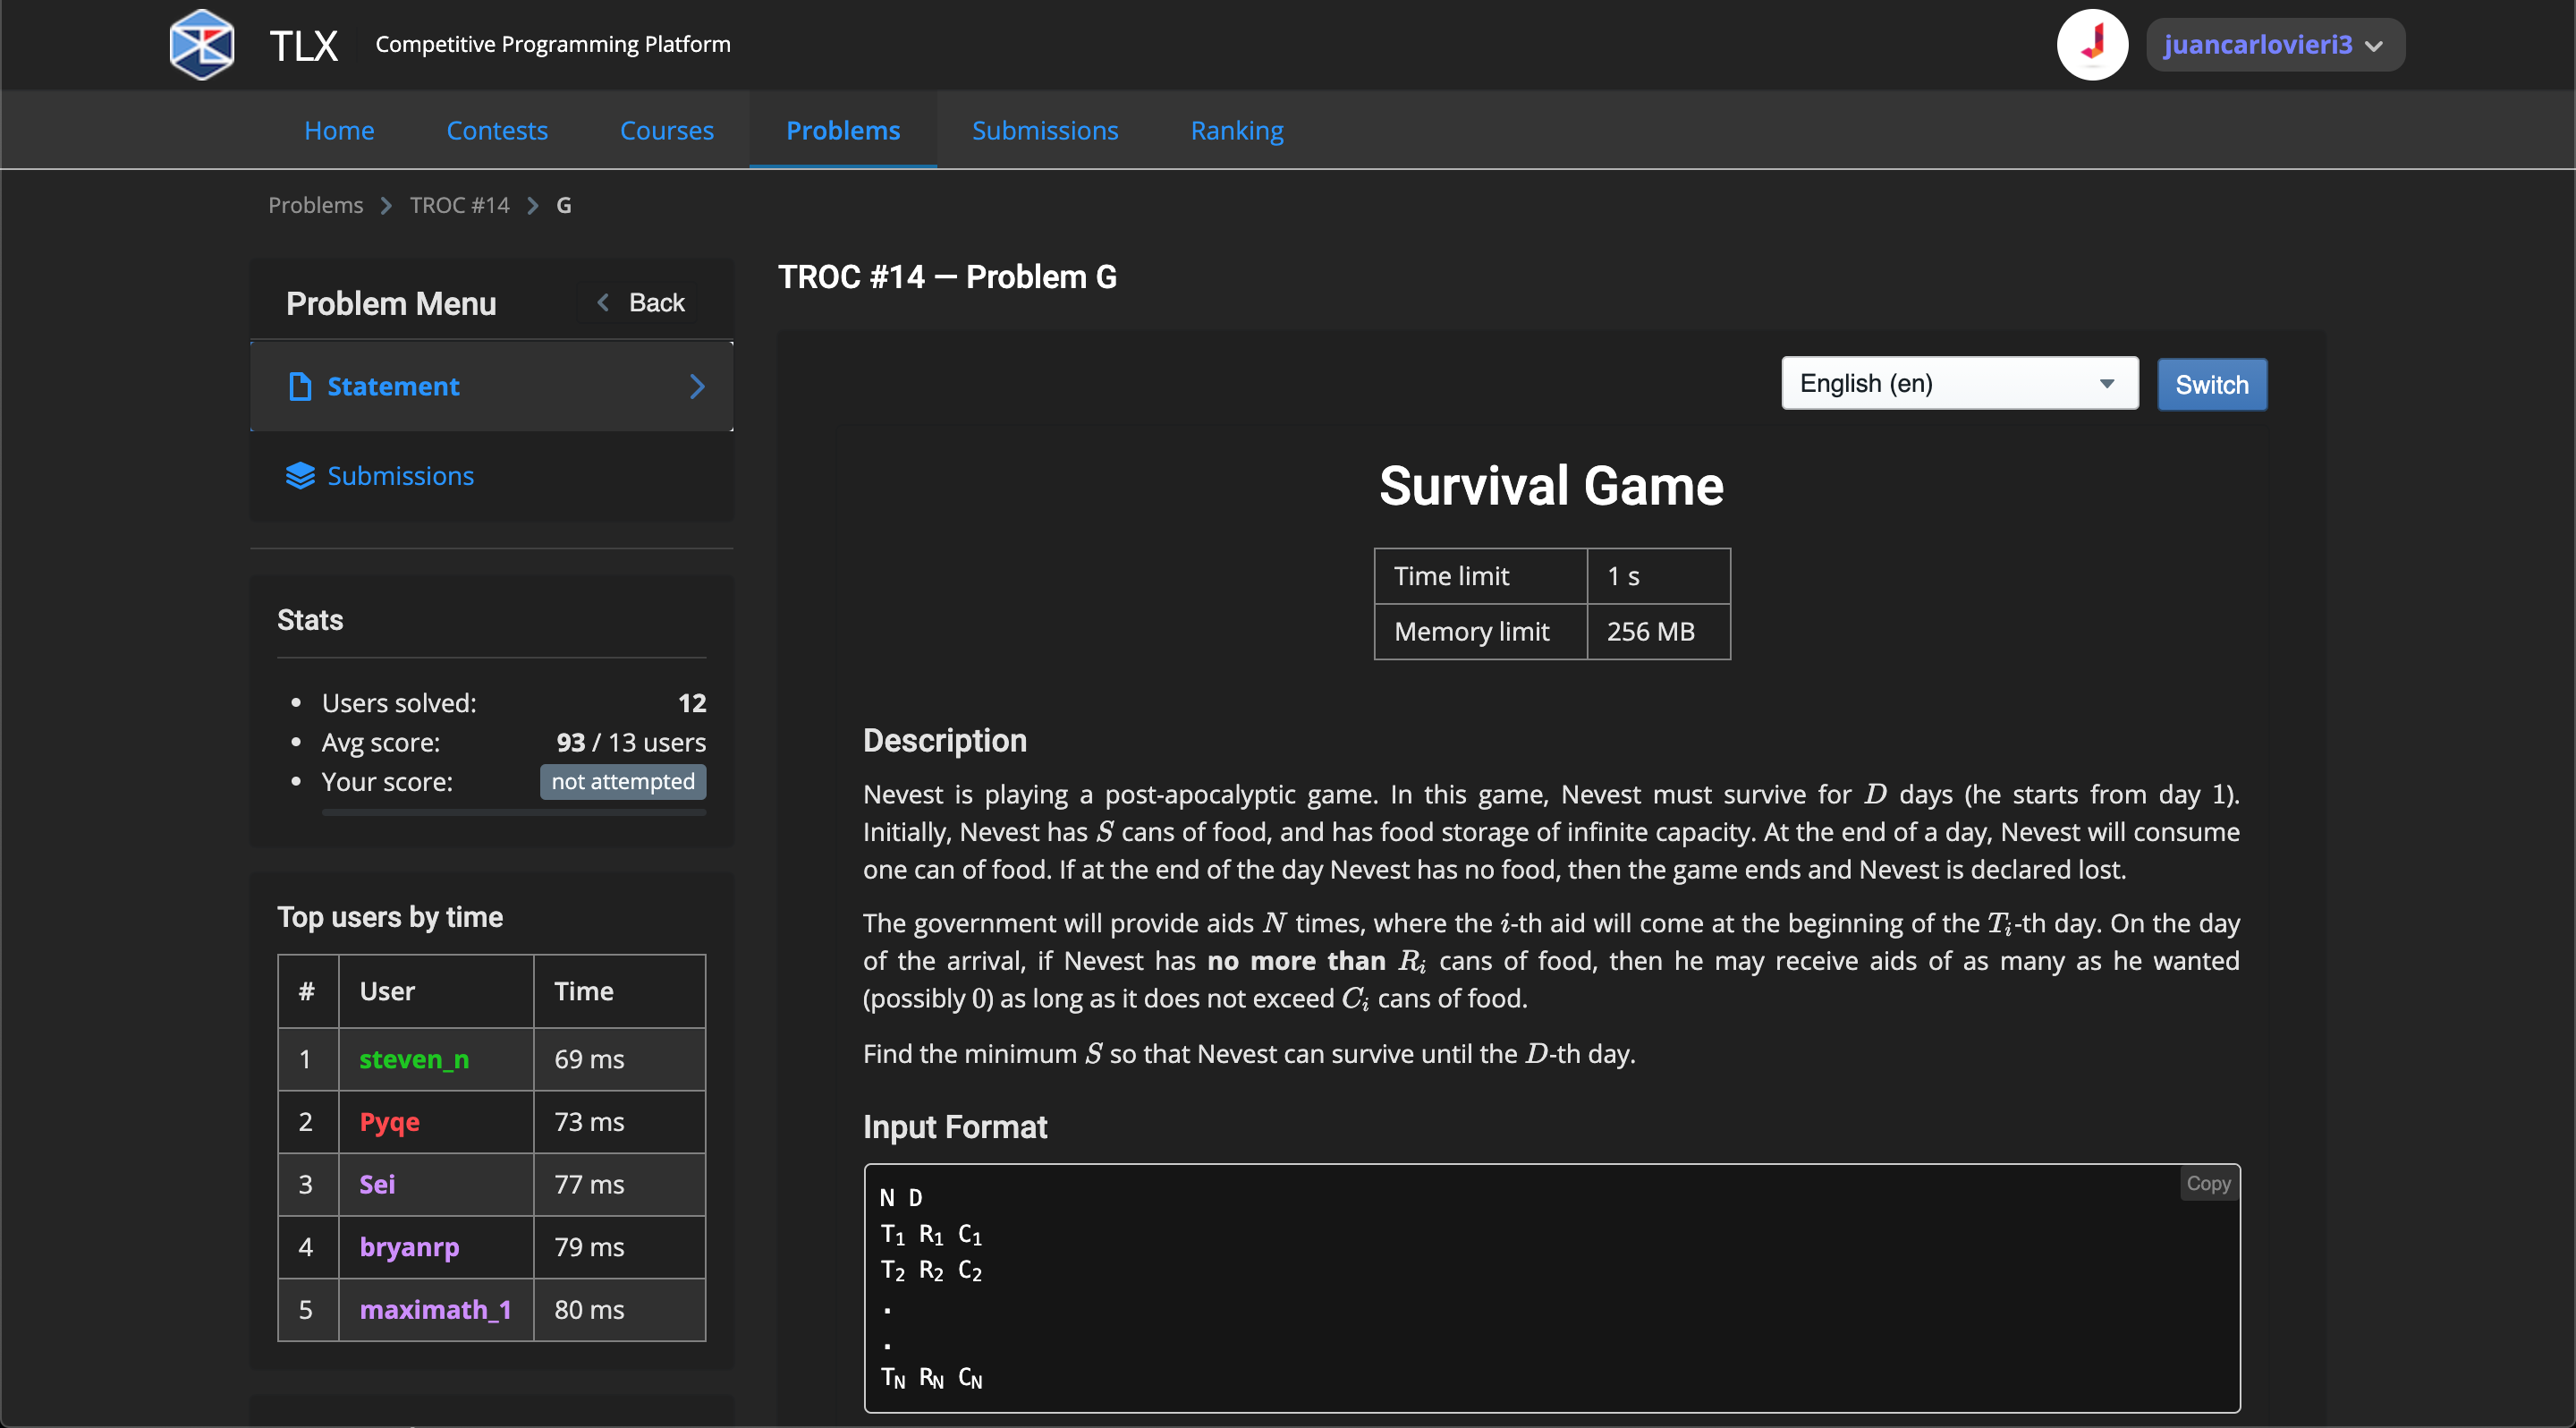 TLX
Competitive Programming Platform
juancarlovieri3
Home Contests Courses Problems Submissions Ranking
Problems > TROC #14 > G
Problem Menu
Back
Statement
Submissions
Stats
Users solved: 12
Avg score: 93 / 13 users
Your score: not attempted
Top users by time
# User Time
1 steven_n 69 ms
2 Pyqe 73 ms
3 Sei 77 ms
4 bryanrp 79 ms
5 maximath_1 80 ms
TROC #14 — Problem G
English (en)
Switch
Survival Game
Time limit 1 s
Memory limit 256 MB
Description
Nevest is playing a post-apocalyptic game. In this game, Nevest must survive for D days (he starts from day 1).
Initially, Nevest has S cans of food, and has food storage of infinite capacity. At the end of a day, Nevest will consume
one can of food. If at the end of the day Nevest has no food, then the game ends and Nevest is declared lost.
The government will provide aids N times, where the i-th aid will come at the beginning of the Tᵢ-th day. On the day
of the arrival, if Nevest has no more than Rᵢ cans of food, then he may receive aids of as many as he wanted
(possibly 0) as long as it does not exceed Cᵢ cans of food.
Find the minimum S so that Nevest can survive until the D-th day.
Input Format
Copy
N D
T₁ R₁ C₁
T₂ R₂ C₂
.
.
T_N R_N C_N